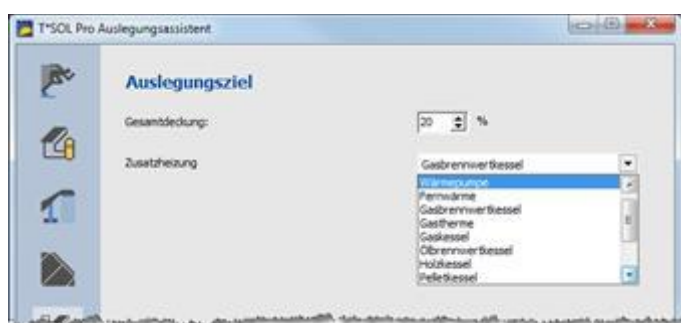 T*SOL Pro Auslegungsassistent
Auslegungsziel
Gesamtdeckung:
20 %
Zusatzheizung
Gasbrennwertkessel
Wärmepumpe
Fernwärme
Gasbrennwertkessel
Gastherme
Gaskessel
Ölbrennwertkessel
Holzkessel
Pelletkessel